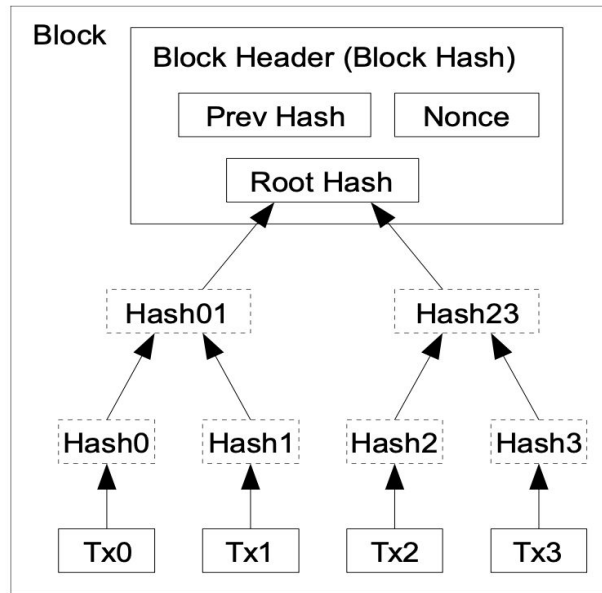 Block
Block Header (Block Hash)
Prev Hash Nonce
Root Hash
Hash01 Hash23
Hash0 Hash1 Hash2 Hash3
Tx0 Tx1 Tx2 Tx3